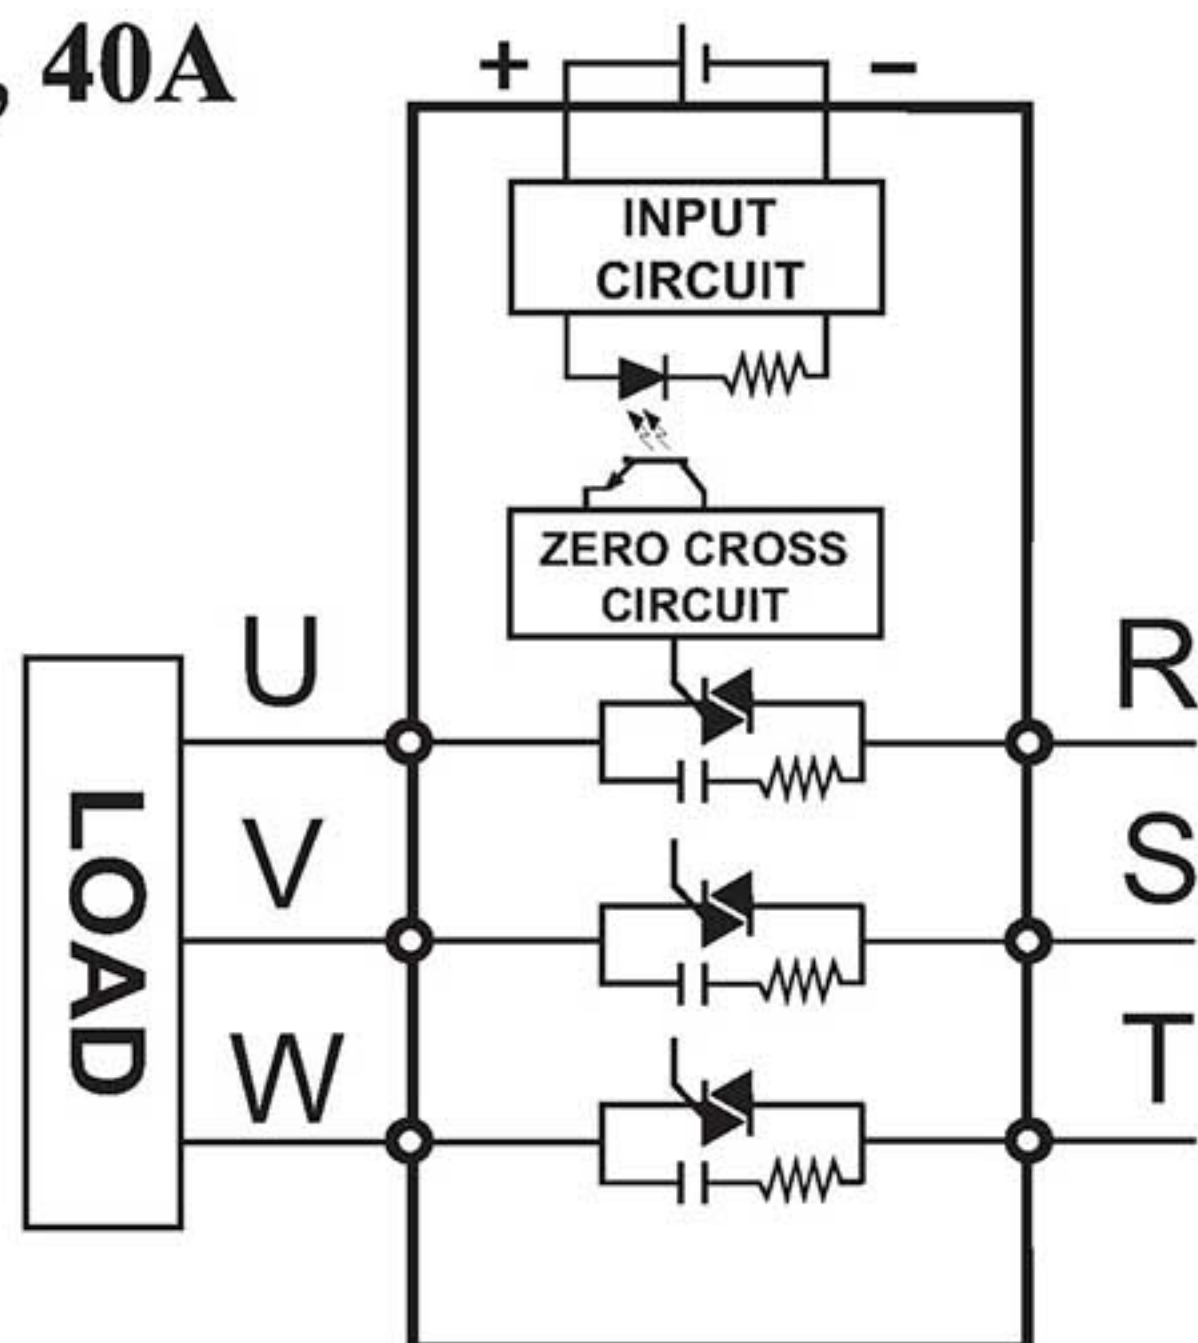 , 40A
+ −
INPUT
CIRCUIT
ZERO CROSS
CIRCUIT
U
R
V
S
W
T
LOAD